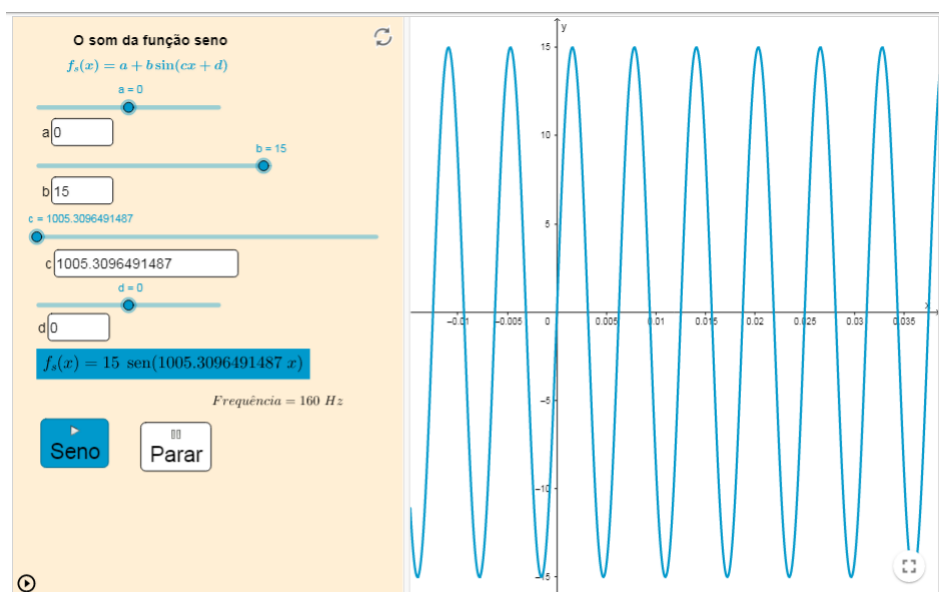 O som da função seno
fₛ(x) = a + b sin(cx + d)
a = 0
a 0
b = 15
b 15
c = 1005.3096491487
c 1005.3096491487
d = 0
d 0
fₛ(x) = 15 sen(1005.3096491487 x)
Frequência = 160 Hz
Seno
Parar
y
15
10
5
x
−0.01 −0.005 0 0.005 0.01 0.015 0.02 0.025 0.03 0.035
−5
−10
−15